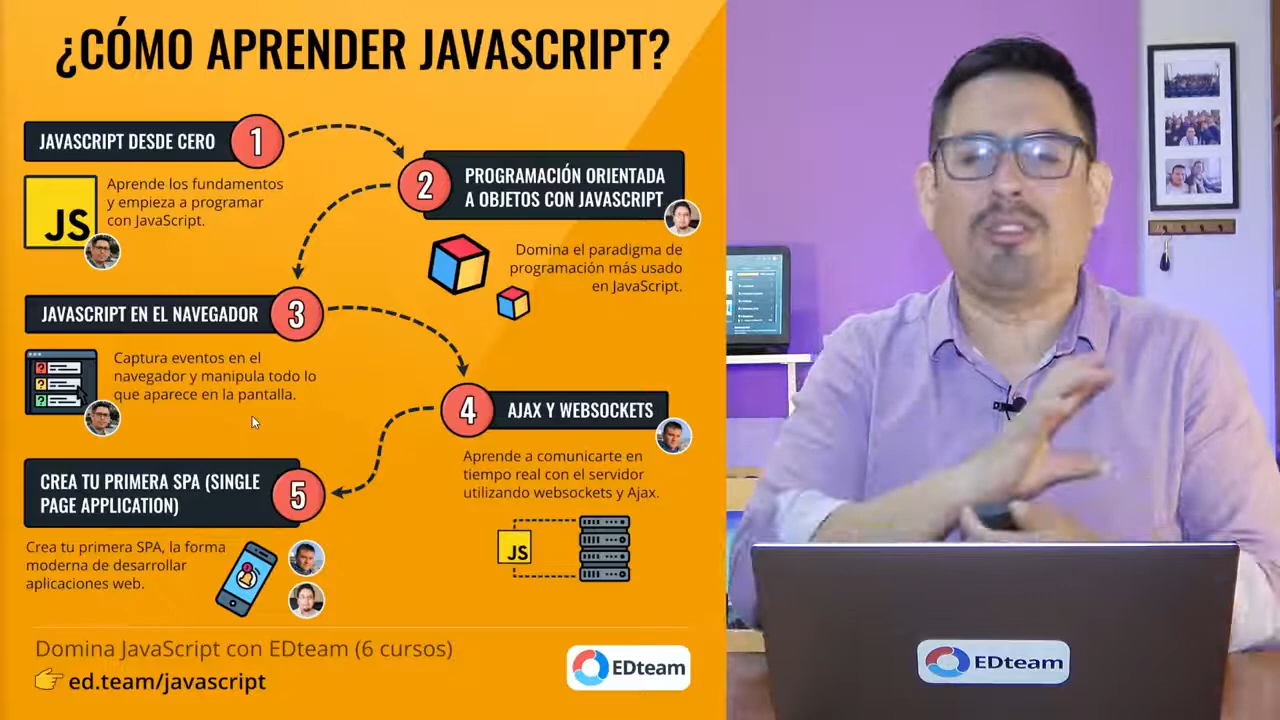 ¿CÓMO APRENDER JAVASCRIPT?
JAVASCRIPT DESDE CERO
1
Aprende los fundamentos
y empieza a programar
con JavaScript.
JS
2
PROGRAMACIÓN ORIENTADA
A OBJETOS CON JAVASCRIPT
Domina el paradigma de
programación más usado
en JavaScript.
JAVASCRIPT EN EL NAVEGADOR
3
Captura eventos en el
navegador y manipula todo lo
que aparece en la pantalla.
4
AJAX Y WEBSOCKETS
Aprende a comunicarte en
tiempo real con el servidor
utilizando websockets y Ajax.
JS
CREA TU PRIMERA SPA (SINGLE
PAGE APPLICATION)
5
Crea tu primera SPA, la forma
moderna de desarrollar
aplicaciones web.
Domina JavaScript con EDteam (6 cursos)
ed.team/javascript
EDteam
EDteam